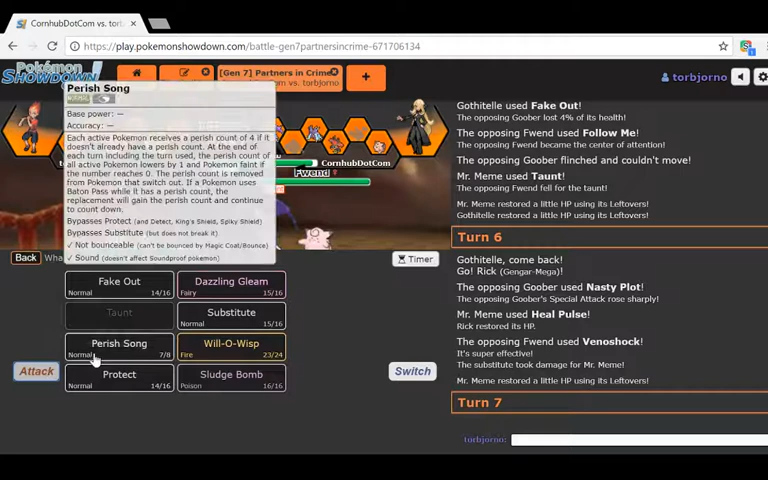 CornhubDotCom vs. torbjorno
https://play.pokemonshowdown.com/battle-gen7partnersincrime-671706134
Pokémon
SHOWDOWN!
[Gen 7] Partners in Crime
om vs. torbjorno
torbjorno
Perish Song
Base power: —
Accuracy: —
Each active Pokemon receives a perish count of 4 if it
doesn't already have a perish count. At the end of
each turn including the turn used, the perish count of
all active Pokemon lowers by 1 and Pokemon faint if
the number reaches 0. The perish count is removed
from Pokemon that switch out. If a Pokemon uses
Baton Pass while it has a perish count, the
replacement will gain the perish count and continue
to count down.
Bypasses Protect (and Detect, King's Shield, Spiky Shield)
Bypasses Substitute (but does not break it)
✓ Not bounceable (can't be bounced by Magic Coat/Bounce)
✓ Sound (doesn't affect Soundproof pokemon)
CornhubDotCom
Fwend
Back
Wha
Timer
Fake Out
Normal 14/16
Dazzling Gleam
Fairy 15/16
Taunt
Substitute
Normal 15/16
Perish Song
Normal 7/8
Will-O-Wisp
Fire 23/24
Attack
Protect
Normal 14/16
Sludge Bomb
Poison 16/16
Switch
Gothitelle used Fake Out!
The opposing Goober lost 4% of its health!
The opposing Fwend used Follow Me!
The opposing Fwend became the center of attention!
The opposing Goober flinched and couldn't move!
Mr. Meme used Taunt!
The opposing Fwend fell for the taunt!
Mr. Meme restored a little HP using its Leftovers!
Gothitelle restored a little HP using its Leftovers!
Turn 6
Gothitelle, come back!
Go! Rick (Gengar-Mega)!
The opposing Goober used Nasty Plot!
The opposing Goober's Special Attack rose sharply!
Mr. Meme used Heal Pulse!
Rick restored its HP.
The opposing Fwend used Venoshock!
It's super effective!
The substitute took damage for Mr. Meme!
Mr. Meme restored a little HP using its Leftovers!
Turn 7
torbjorno: